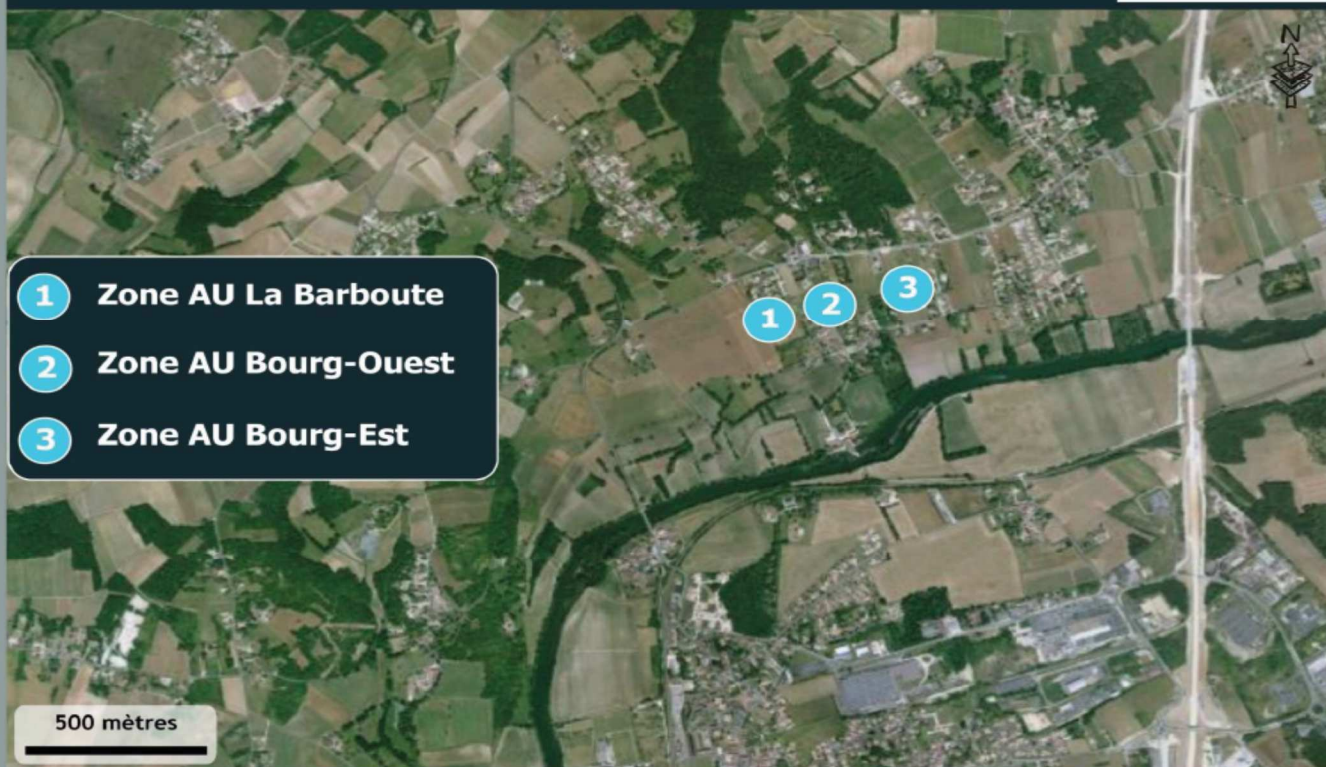 N
1 Zone AU La Barboute
2 Zone AU Bourg-Ouest
3 Zone AU Bourg-Est
1 2 3
500 mètres